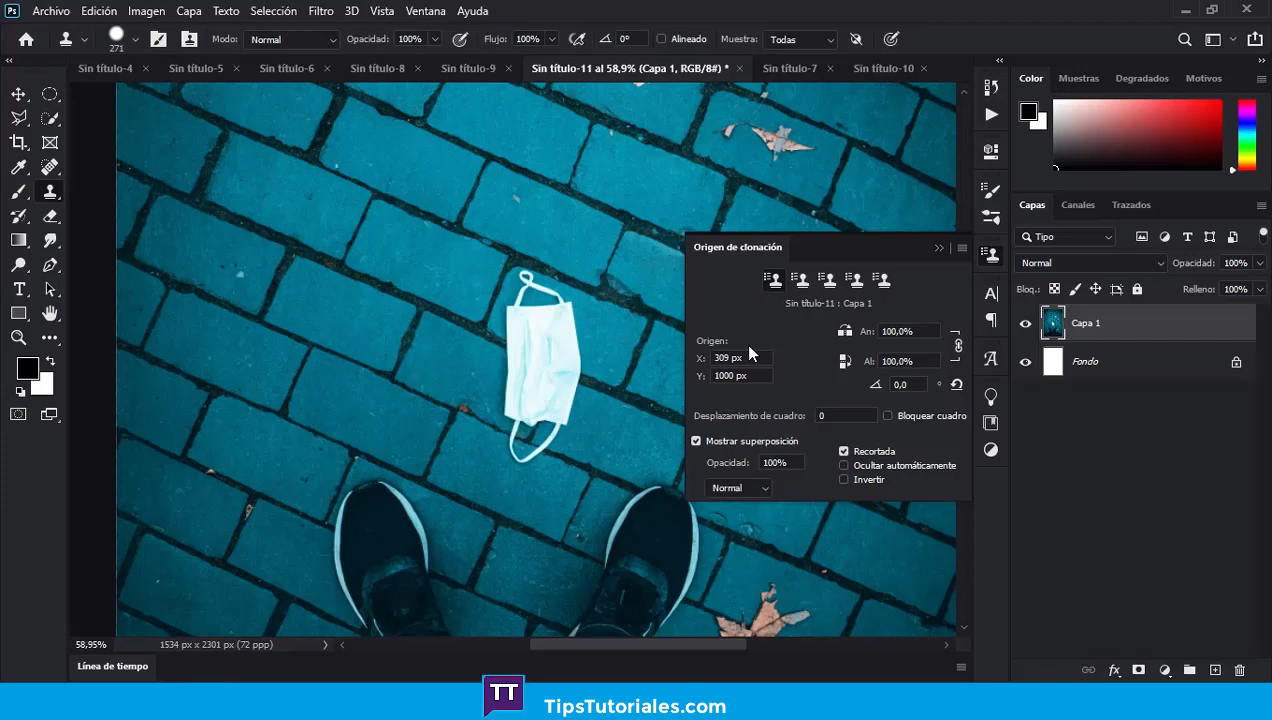 Ps Archivo Edición Imagen Capa Texto Selección Filtro 3D Vista Ventana Ayuda
271 Modo: Normal Opacidad: 100% Flujo: 100% 0° Alineado Muestra: Todas
Sin título-4 × Sin título-5 × Sin título-6 × Sin título-8 × Sin título-9 × Sin título-11 al 58,9% (Capa 1, RGB/8#) * × Sin título-7 × Sin título-10 ×
Color Muestras Degradados Motivos
Capas Canales Trazados
Tipo
Normal Opacidad: 100%
Bloq.: Relleno: 100%
Capa 1
Fondo
Origen de clonación
Sin título-11 : Capa 1
An: 100,0%
Origen:
X: 309 px
Al: 100,0%
Y: 1000 px
0,0 °
Desplazamiento de cuadro: 0 Bloquear cuadro
Mostrar superposición
Recortada
Opacidad: 100%
Ocultar automáticamente
Invertir
Normal
58,95% 1534 px x 2301 px (72 ppp)
Línea de tiempo
TT
TipsTutoriales.com